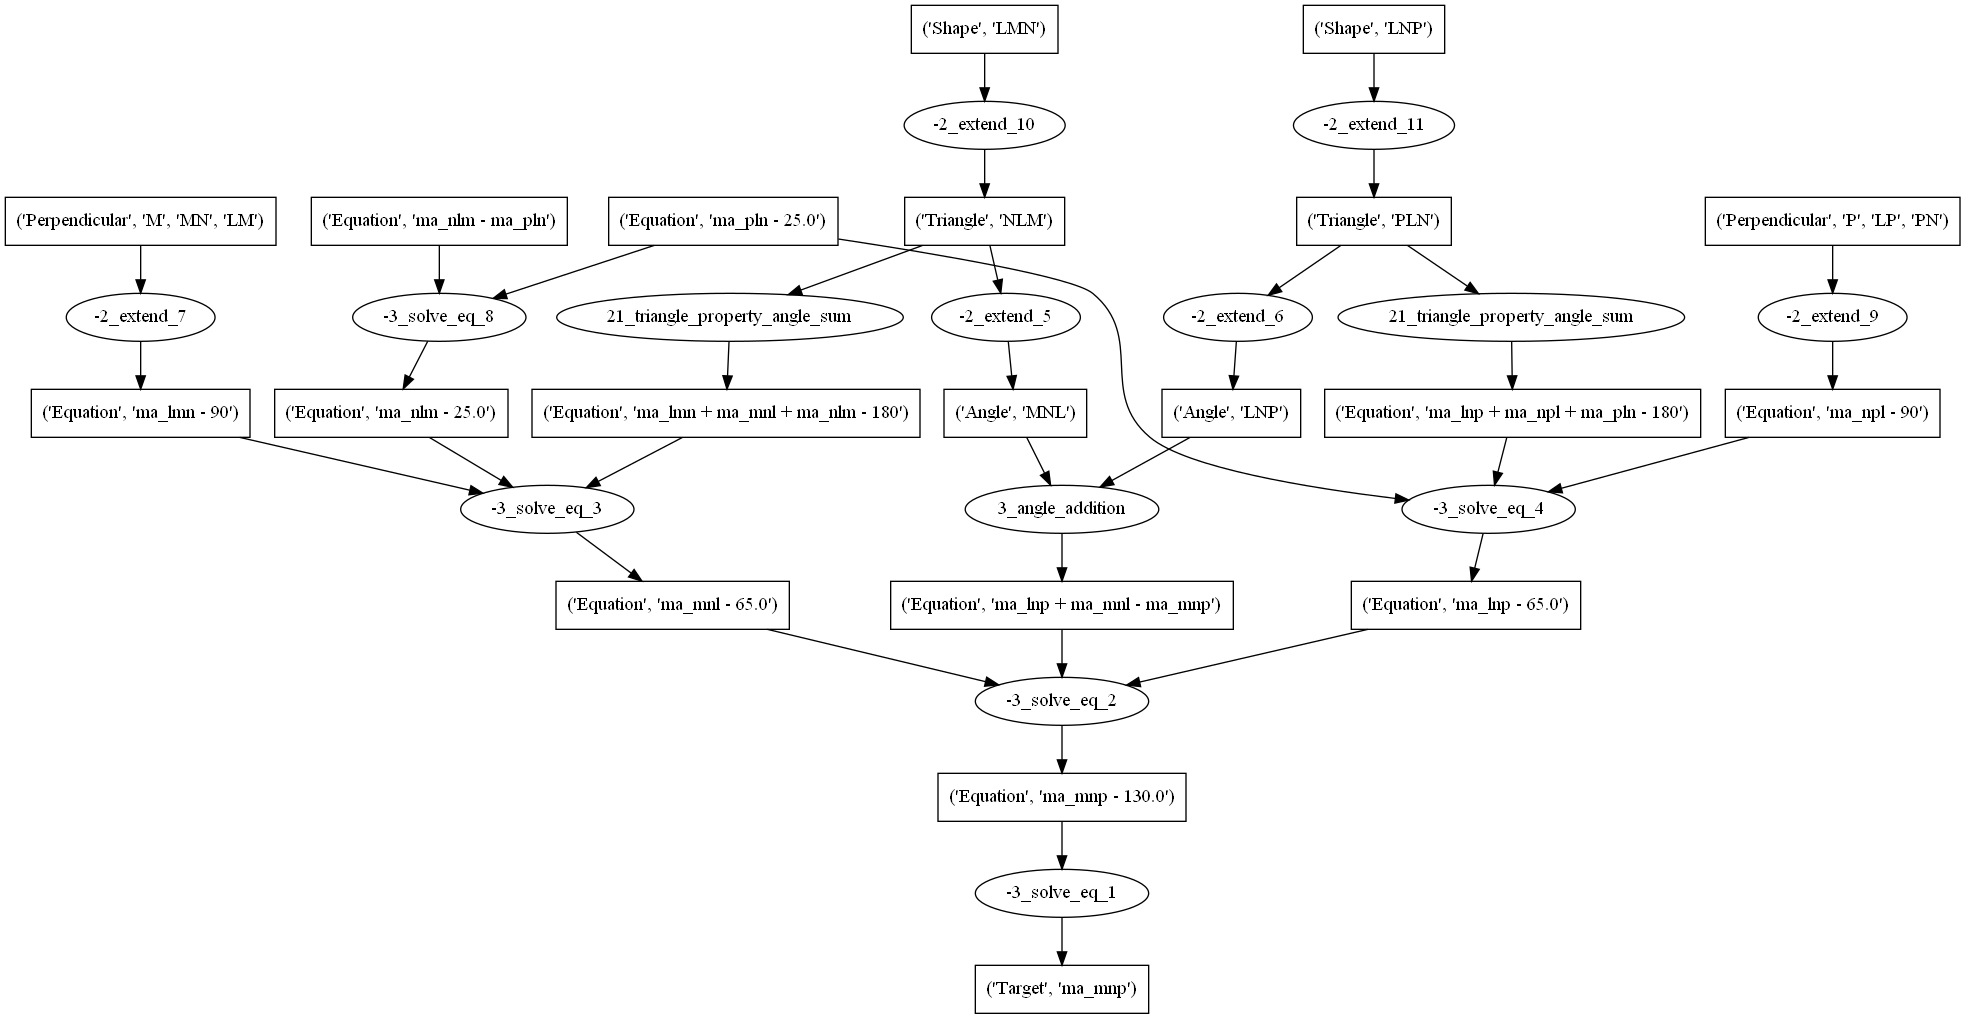 ('Shape', 'LMN')
('Shape', 'LNP')
-2_extend_10
-2_extend_11
('Perpendicular', 'M', 'MN', 'LM')
('Equation', 'ma_nlm - ma_pln')
('Equation', 'ma_pln - 25.0')
('Triangle', 'NLM')
('Triangle', 'PLN')
('Perpendicular', 'P', 'LP', 'PN')
-2_extend_7
-3_solve_eq_8
21_triangle_property_angle_sum
-2_extend_5
-2_extend_6
21_triangle_property_angle_sum
-2_extend_9
('Equation', 'ma_lmn - 90')
('Equation', 'ma_nlm - 25.0')
('Equation', 'ma_lmn + ma_mnl + ma_nlm - 180')
('Angle', 'MNL')
('Angle', 'LNP')
('Equation', 'ma_lnp + ma_npl + ma_pln - 180')
('Equation', 'ma_npl - 90')
-3_solve_eq_3
3_angle_addition
-3_solve_eq_4
('Equation', 'ma_mnl - 65.0')
('Equation', 'ma_lnp + ma_mnl - ma_mnp')
('Equation', 'ma_lnp - 65.0')
-3_solve_eq_2
('Equation', 'ma_mnp - 130.0')
-3_solve_eq_1
('Target', 'ma_mnp')